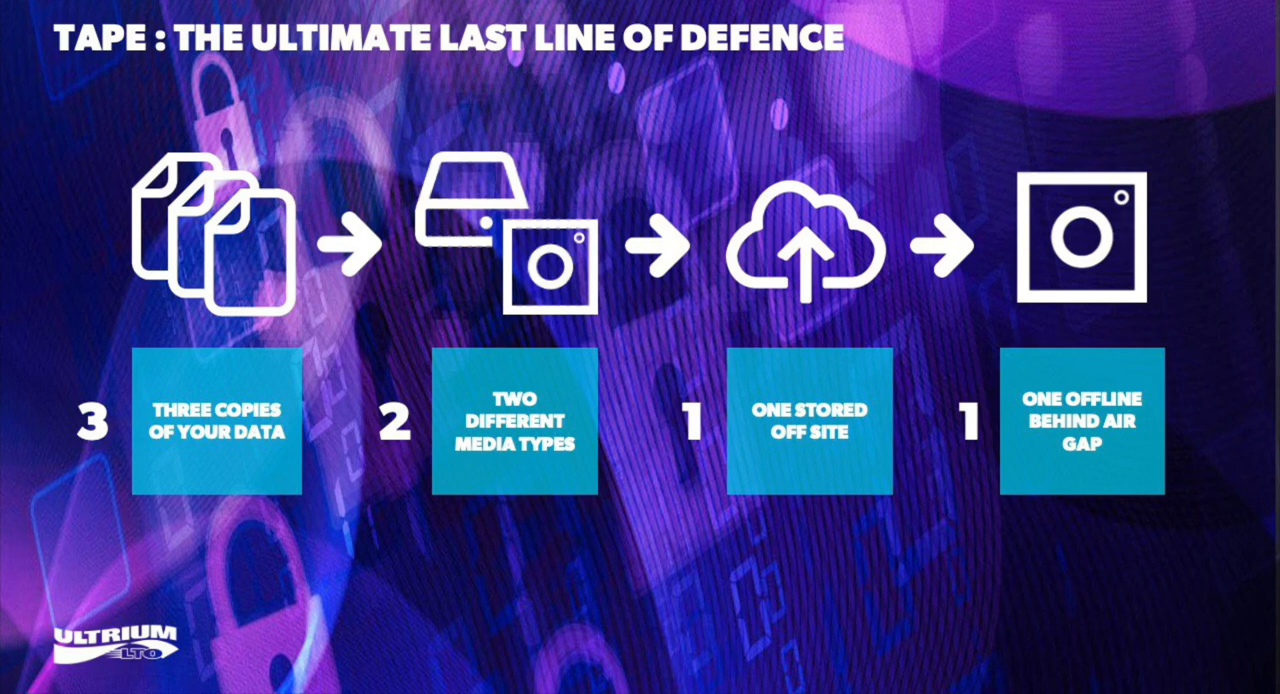 TAPE : THE ULTIMATE LAST LINE OF DEFENCE
3
THREE COPIES
OF YOUR DATA
2
TWO
DIFFERENT
MEDIA TYPES
1
ONE STORED
OFF SITE
1
ONE OFFLINE
BEHIND AIR
GAP
ULTRIUM
LTO